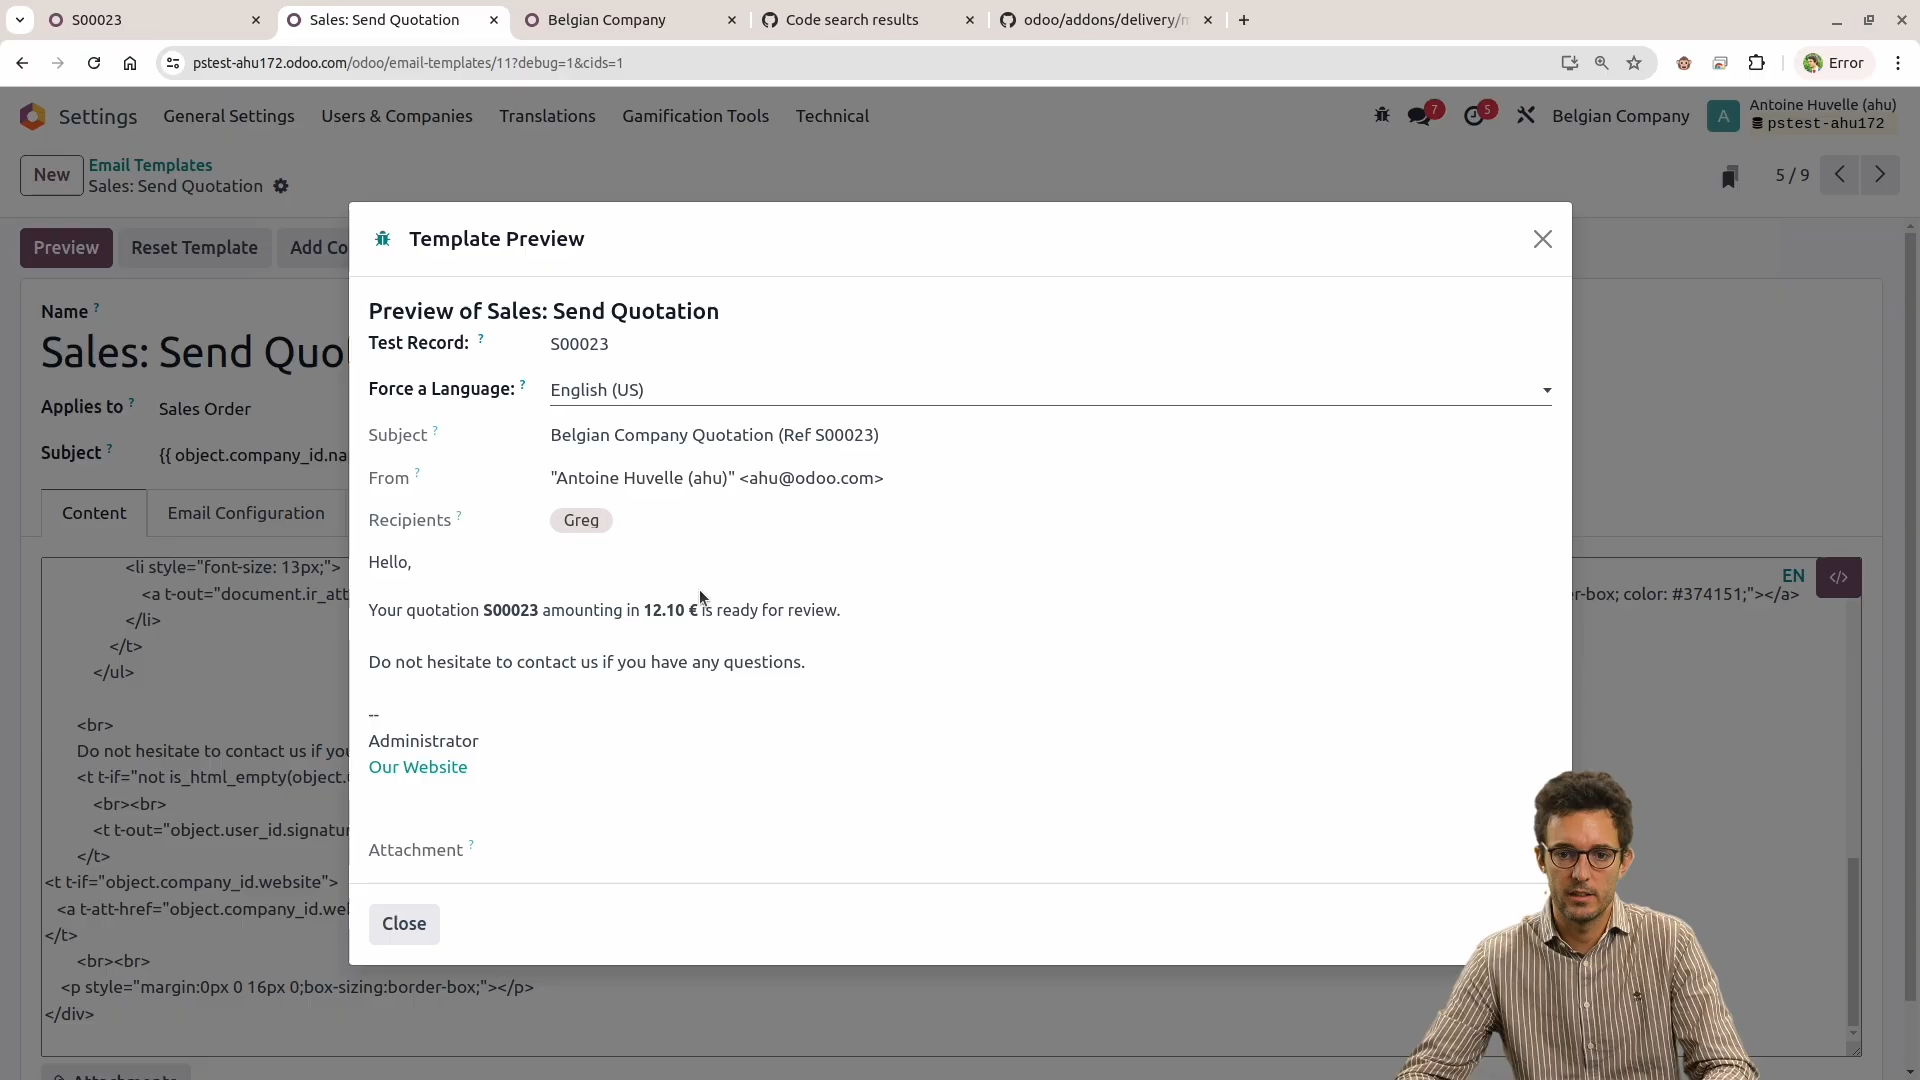 S00023
Sales: Send Quotation
Belgian Company
Code search results
odoo/addons/delivery/
pstest-ahu172.odoo.com/odoo/email-templates/11?debug=1&cids=1
Error
Settings
General Settings
Users & Companies
Translations
Gamification Tools
Technical
7
5
Belgian Company
A
Antoine Huvelle (ahu)
pstest-ahu172
New
Email Templates
Sales: Send Quotation
5 / 9
Preview
Reset Template
Add Co
Name ?
Sales: Send Quo
Applies to ?
Sales Order
Subject ?
{{ object.company_id.na
Content
Email Configuration
<li style="font-size: 13px;">
<a t-out="document.ir_att
</li>
</t>
</ul>
<br>
Do not hesitate to contact us if you
<t t-if="not is_html_empty(object.
<br><br>
<t t-out="object.user_id.signatur
</t>
<t t-if="object.company_id.website">
<a t-att-href="object.company_id.wel
</t>
<br><br>
<p style="margin:0px 0 16px 0;box-sizing:border-box;"></p>
</div>
EN
</>
r-box; color: #374151;"></a>
Template Preview
Preview of Sales: Send Quotation
Test Record: ?
S00023
Force a Language: ?
English (US)
Subject ?
Belgian Company Quotation (Ref S00023)
From ?
"Antoine Huvelle (ahu)" <ahu@odoo.com>
Recipients ?
Greg
Hello,
Your quotation S00023 amounting in 12.10 € is ready for review.
Do not hesitate to contact us if you have any questions.
--
Administrator
Our Website
Attachment ?
Close